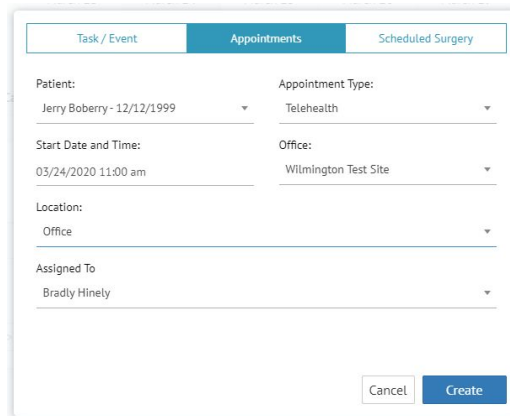 Task / Event Appointments Scheduled Surgery
Patient: Appointment Type:
Jerry Boberry - 12/12/1999 Telehealth
Start Date and Time: Office:
03/24/2020 11:00 am Wilmington Test Site
Location:
Office
Assigned To
Bradly Hinely
Cancel Create